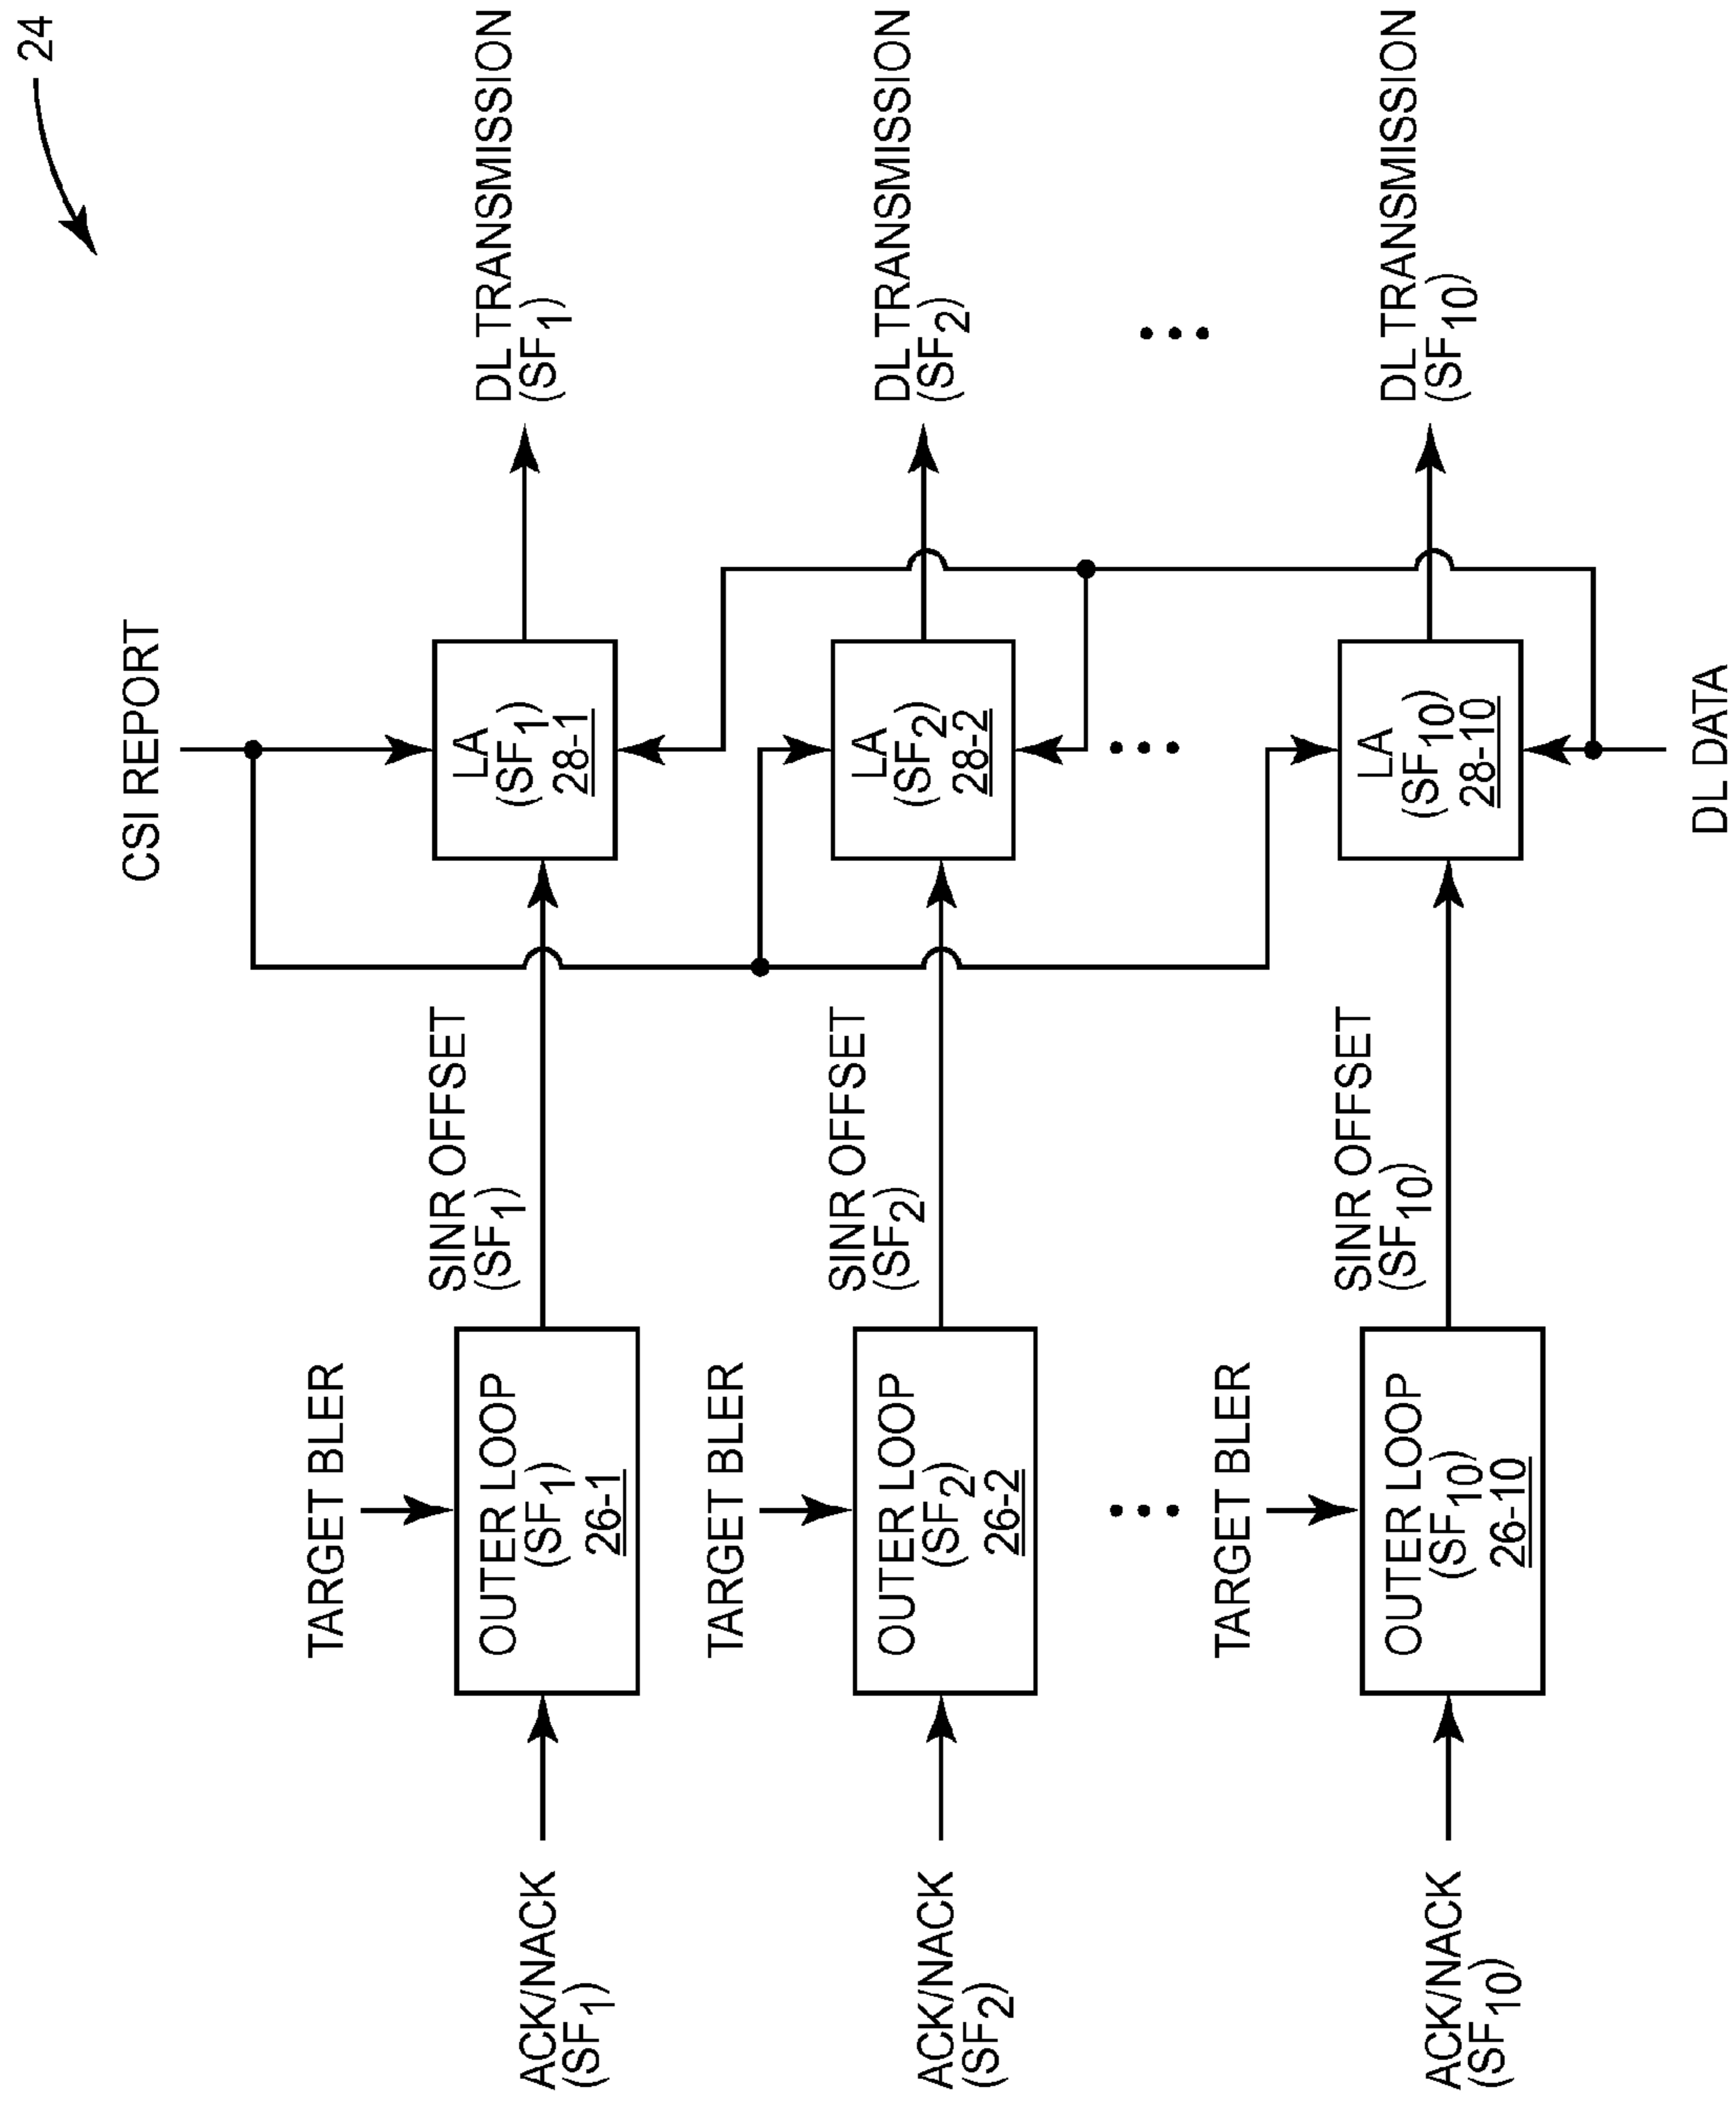 24
CSI REPORT
TARGET BLER
SINR OFFSET
(SF1)
DL TRANSMISSION
(SF1)
ACK/NACK
(SF1)
OUTER LOOP
(SF1)
26-1
LA
(SF1)
28-1
TARGET BLER
SINR OFFSET
(SF2)
DL TRANSMISSION
(SF2)
ACK/NACK
(SF2)
OUTER LOOP
(SF2)
26-2
LA
(SF2)
28-2
TARGET BLER
SINR OFFSET
(SF10)
DL TRANSMISSION
(SF10)
ACK/NACK
(SF10)
OUTER LOOP
(SF10)
26-10
LA
(SF10)
28-10
DL DATA